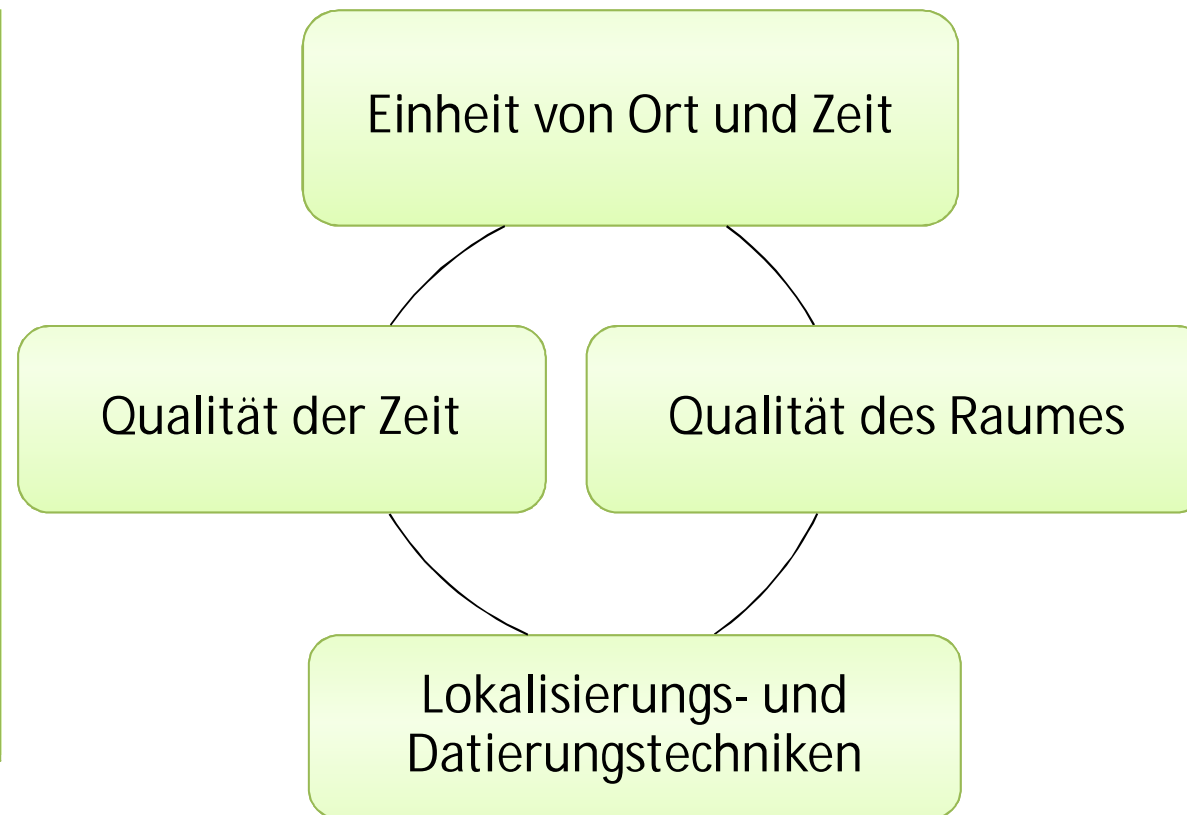 Einheit von Ort und Zeit
Qualität der Zeit
Qualität des Raumes
Lokalisierungs- und
Datierungstechniken